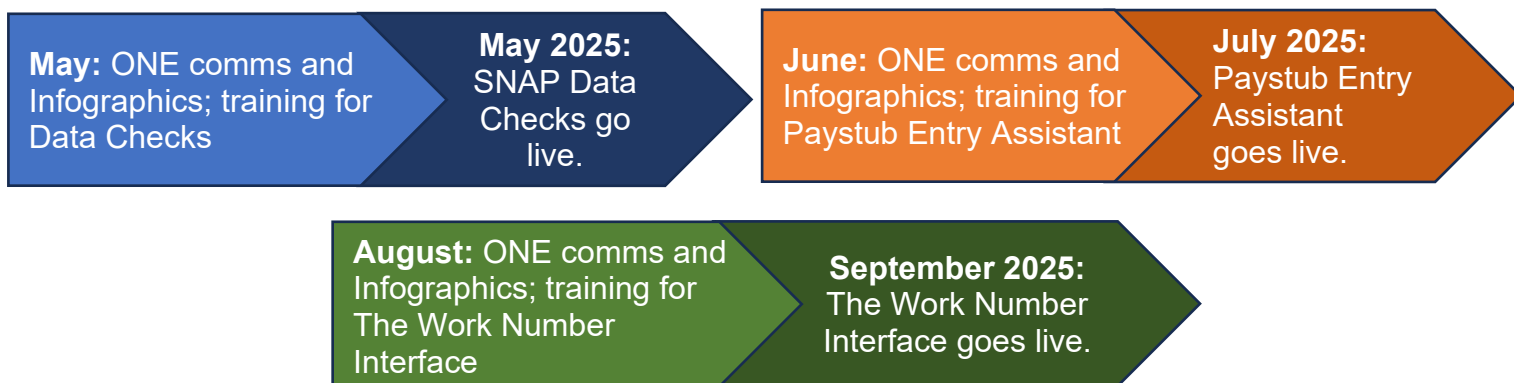 May: ONE comms and
Infographics; training for
Data Checks
May 2025:
SNAP Data
Checks go
live.
June: ONE comms and
Infographics; training for
Paystub Entry Assistant
July 2025:
Paystub Entry
Assistant
goes live.
August: ONE comms and
Infographics; training for
The Work Number
Interface
September 2025:
The Work Number
Interface goes live.